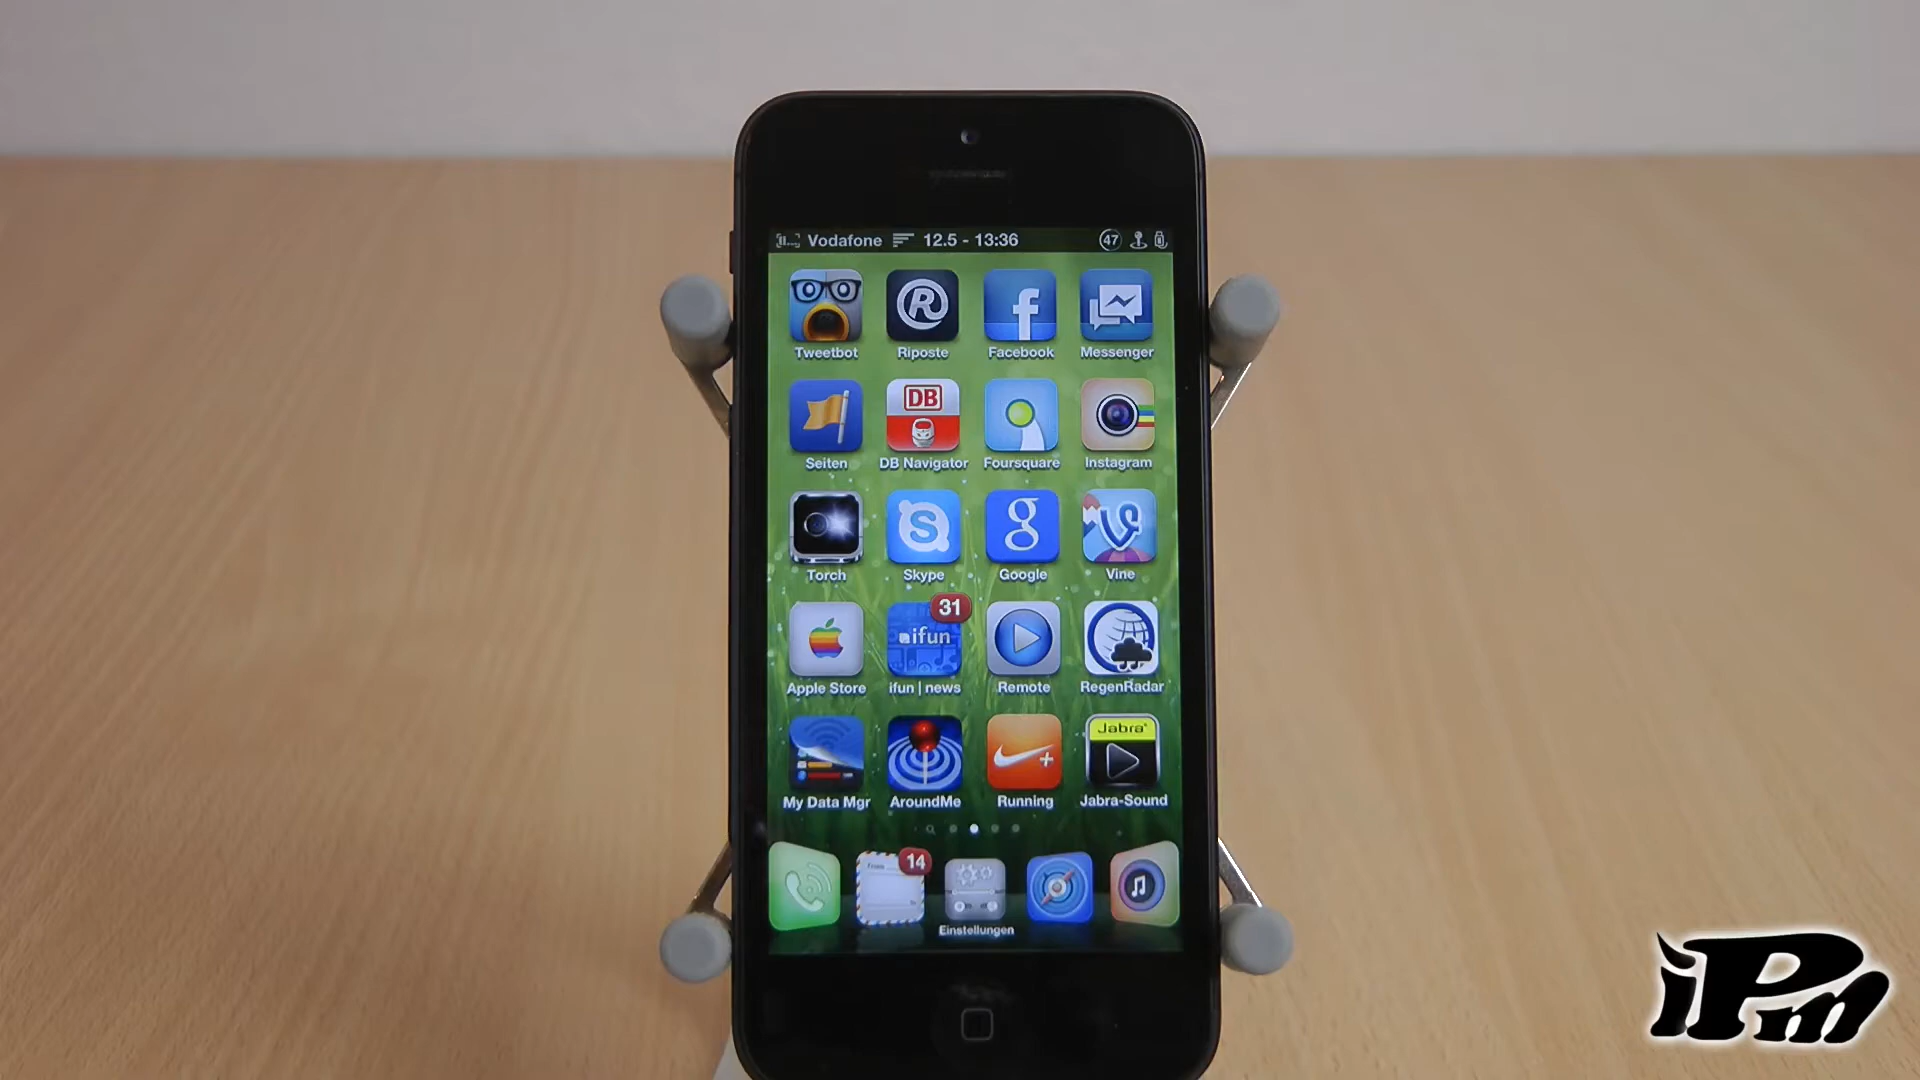 Vodafone 12.5 - 13:36 47
Tweetbot Riposte Facebook Messenger
DB
Seiten DB Navigator Foursquare Instagram
Torch Skype Google Vine
31
ifun
Apple Store ifun | news Remote RegenRadar
Jabra
My Data Mgr AroundMe Running Jabra-Sound
14
Einstellungen
iPm